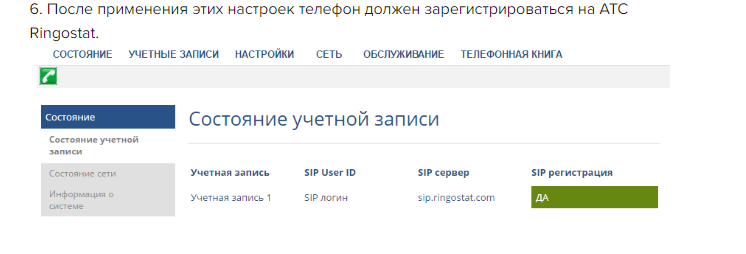 6. После применения этих настроек телефон должен зарегистрироваться на АТС
Ringostat.
СОСТОЯНИЕ УЧЕТНЫЕ ЗАПИСИ НАСТРОЙКИ СЕТЬ ОБСЛУЖИВАНИЕ ТЕЛЕФОННАЯ КНИГА
Состояние
Состояние учетной
записи
Состояние сети
Информация о
системе
Состояние учетной записи
Учетная запись SIP User ID SIP сервер SIP регистрация
Учетная запись 1 SIP логин sip.ringostat.com ДА